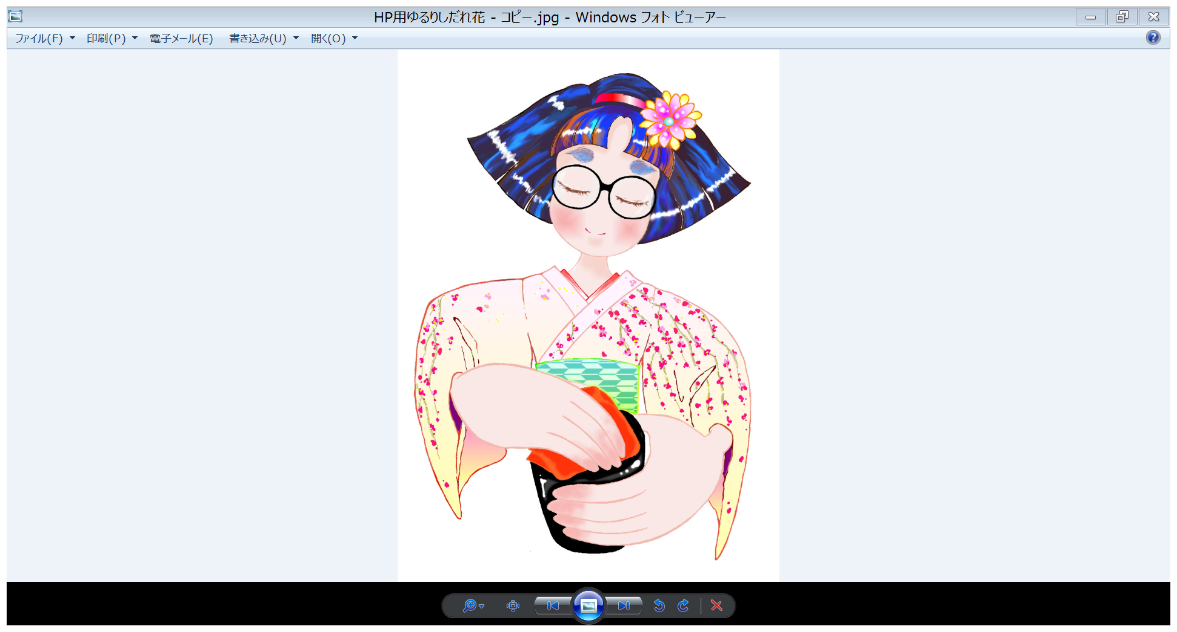 HP用ゆるりしだれ花 - コピー.jpg - Windows フォト ビューアー
ファイル(F) 印刷(P) 電子メール(E) 書き込み(U) 開く(O)